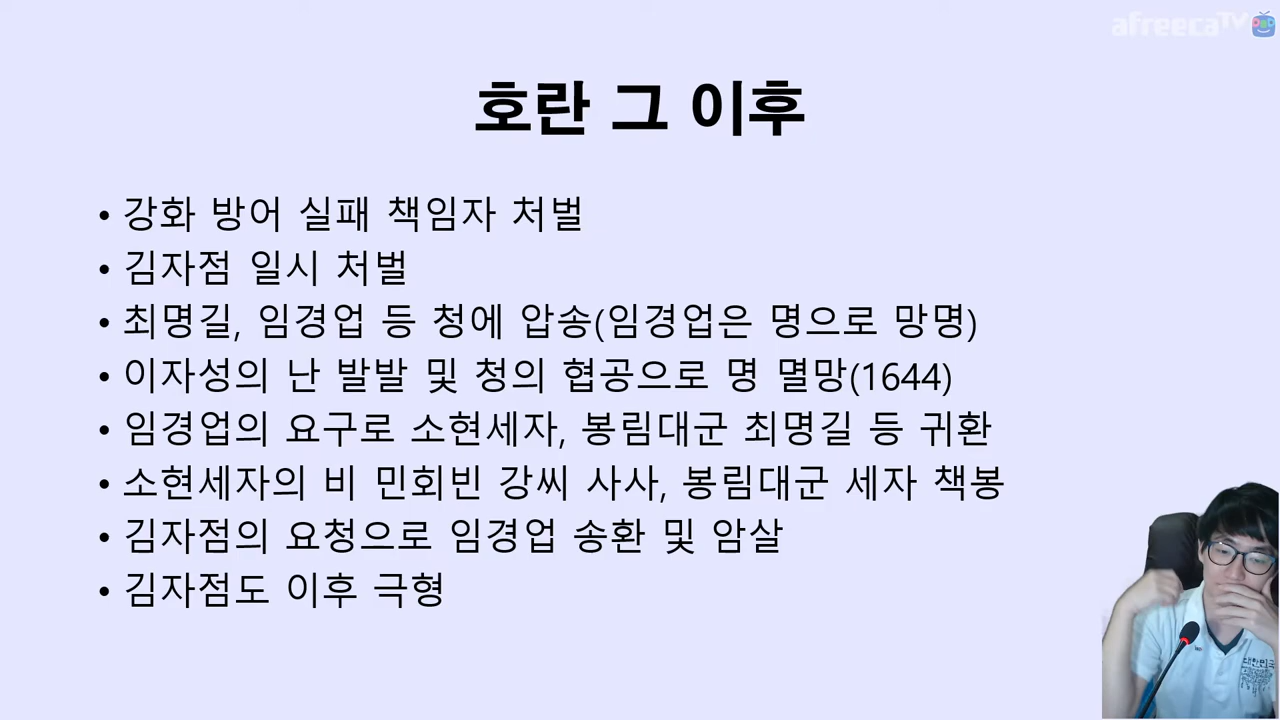 afreecaTV
호란 그 이후
• 강화 방어 실패 책임자 처벌
• 김자점 일시 처벌
• 최명길, 임경업 등 청에 압송(임경업은 명으로 망명)
• 이자성의 난 발발 및 청의 협공으로 명 멸망(1644)
• 임경업의 요구로 소현세자, 봉림대군 최명길 등 귀환
• 소현세자의 비 민회빈 강씨 사사, 봉림대군 세자 책봉
• 김자점의 요청으로 임경업 송환 및 암살
• 김자점도 이후 극형
대한민국